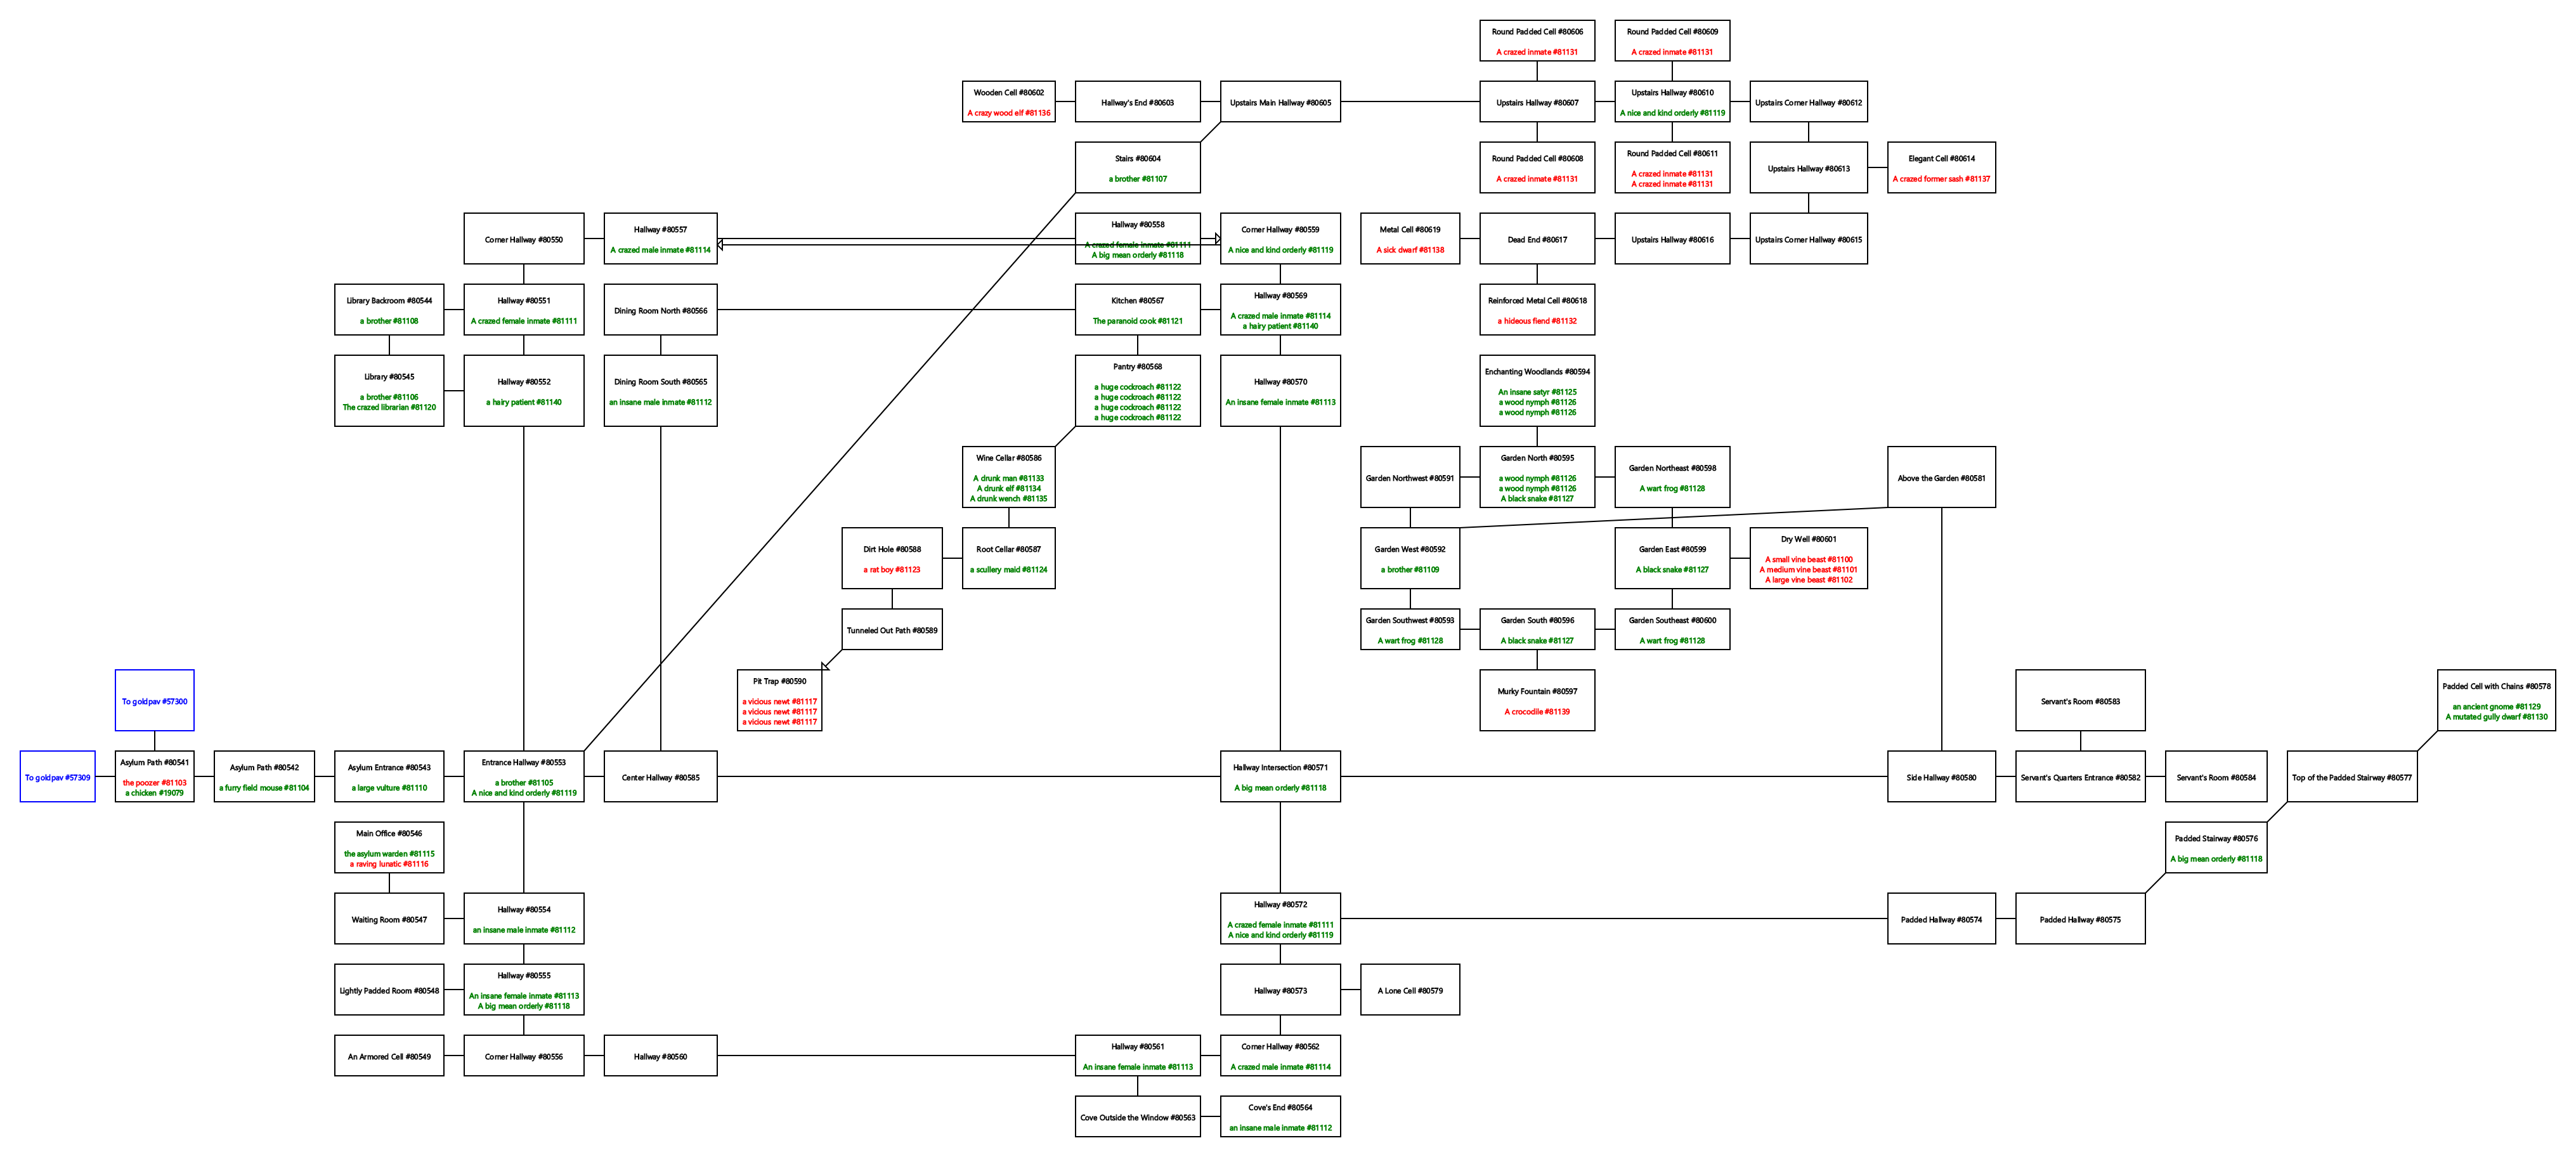 Round Padded Cell #80606
A crazed inmate #81131
Round Padded Cell #80609
A crazed inmate #81131
Wooden Cell #80602
A crazy wood elf #81136
Hallway's End #80603
Upstairs Main Hallway #80605
Upstairs Hallway #80607
Upstairs Hallway #80610
A nice and kind orderly #81119
Upstairs Corner Hallway #80612
Stairs #80604
a brother #81107
Round Padded Cell #80608
A crazed inmate #81131
Round Padded Cell #80611
A crazed inmate #81131
A crazed inmate #81131
Upstairs Hallway #80613
Elegant Cell #80614
A crazed former sash #81137
Corner Hallway #80550
Hallway #80557
A crazed male inmate #81114
Hallway #80558
A crazed female inmate #81111
A big mean orderly #81118
Corner Hallway #80559
A nice and kind orderly #81119
Metal Cell #80619
A sick dwarf #81138
Dead End #80617
Upstairs Hallway #80616
Upstairs Corner Hallway #80615
Library Backroom #80544
a brother #81108
Hallway #80551
A crazed female inmate #81111
Dining Room North #80566
Kitchen #80567
The paranoid cook #81121
Hallway #80569
A crazed male inmate #81114
a hairy patient #81140
Reinforced Metal Cell #80618
a hideous fiend #81132
Library #80545
a brother #81106
The crazed librarian #81120
Hallway #80552
a hairy patient #81140
Dining Room South #80565
an insane male inmate #81112
Pantry #80568
a huge cockroach #81122
a huge cockroach #81122
a huge cockroach #81122
a huge cockroach #81122
Hallway #80570
An insane female inmate #81113
Enchanting Woodlands #80594
An insane satyr #81125
a wood nymph #81126
a wood nymph #81126
Wine Cellar #80586
A drunk man #81133
A drunk elf #81134
A drunk wench #81135
Garden Northwest #80591
Garden North #80595
a wood nymph #81126
a wood nymph #81126
A black snake #81127
Garden Northeast #80598
A wart frog #81128
Above the Garden #80581
Dirt Hole #80588
a rat boy #81123
Root Cellar #80587
a scullery maid #81124
Garden West #80592
a brother #81109
Garden East #80599
A black snake #81127
Dry Well #80601
A small vine beast #81100
A medium vine beast #81101
A large vine beast #81102
Tunneled Out Path #80589
Garden Southwest #80593
A wart frog #81128
Garden South #80596
A black snake #81127
Garden Southeast #80600
A wart frog #81128
To goldpav #57300
Pit Trap #80590
a vicious newt #81117
a vicious newt #81117
a vicious newt #81117
Murky Fountain #80597
A crocodile #81139
Servant's Room #80583
Padded Cell with Chains #80578
an ancient gnome #81129
A mutated gully dwarf #81130
To goldpav #57309
Asylum Path #80541
the poozer #81103
a chicken #19079
Asylum Path #80542
a furry field mouse #81104
Asylum Entrance #80543
a large vulture #81110
Entrance Hallway #80553
a brother #81105
A nice and kind orderly #81119
Center Hallway #80585
Hallway Intersection #80571
A big mean orderly #81118
Side Hallway #80580
Servant's Quarters Entrance #80582
Servant's Room #80584
Top of the Padded Stairway #80577
Main Office #80546
the asylum warden #81115
a raving lunatic #81116
Padded Stairway #80576
A big mean orderly #81118
Waiting Room #80547
Hallway #80554
an insane male inmate #81112
Hallway #80572
A crazed female inmate #81111
A nice and kind orderly #81119
Padded Hallway #80574
Padded Hallway #80575
Lightly Padded Room #80548
Hallway #80555
An insane female inmate #81113
A big mean orderly #81118
Hallway #80573
A Lone Cell #80579
An Armored Cell #80549
Corner Hallway #80556
Hallway #80560
Hallway #80561
An insane female inmate #81113
Corner Hallway #80562
A crazed male inmate #81114
Cove Outside the Window #80563
Cove's End #80564
an insane male inmate #81112